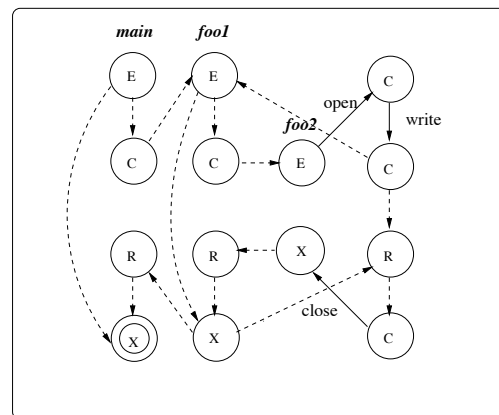 main foo1
E E C
open
foo2 write
C C E C
R R X R
close
X X C